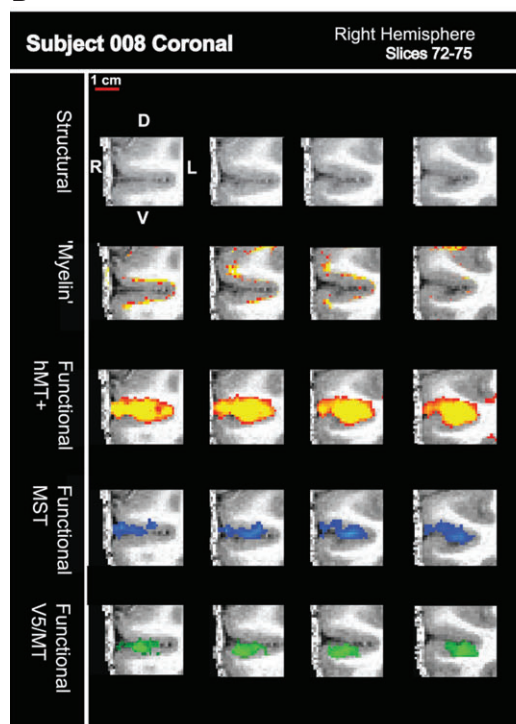 Subject 008 Coronal
Right Hemisphere
Slices 72-75
1 cm
Structural
D
R
L
V
'Myelin'
Functional
hMT+
Functional
MST
Functional
V5/MT